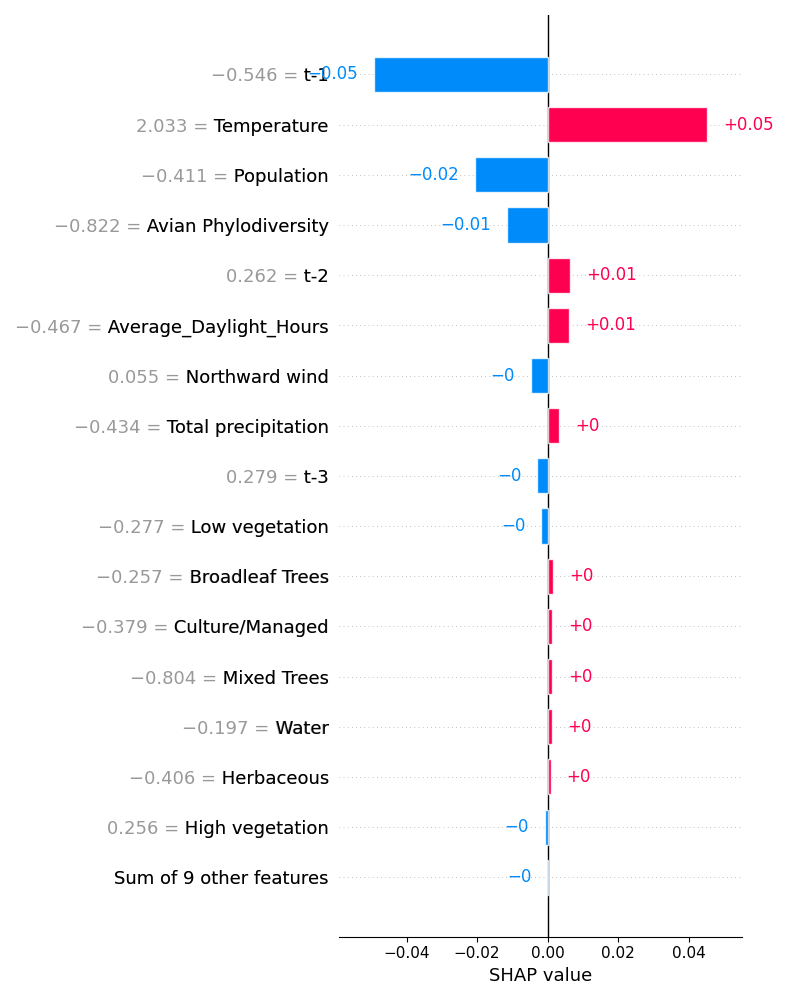 −0.546 = t-1 −0.05
2.033 = Temperature +0.05
−0.411 = Population −0.02
−0.822 = Avian Phylodiversity −0.01
0.262 = t-2 +0.01
−0.467 = Average_Daylight_Hours +0.01
0.055 = Northward wind −0
−0.434 = Total precipitation +0
0.279 = t-3 −0
−0.277 = Low vegetation −0
−0.257 = Broadleaf Trees +0
−0.379 = Culture/Managed +0
−0.804 = Mixed Trees +0
−0.197 = Water +0
−0.406 = Herbaceous +0
0.256 = High vegetation −0
Sum of 9 other features −0
−0.04 −0.02 0.00 0.02 0.04
SHAP value